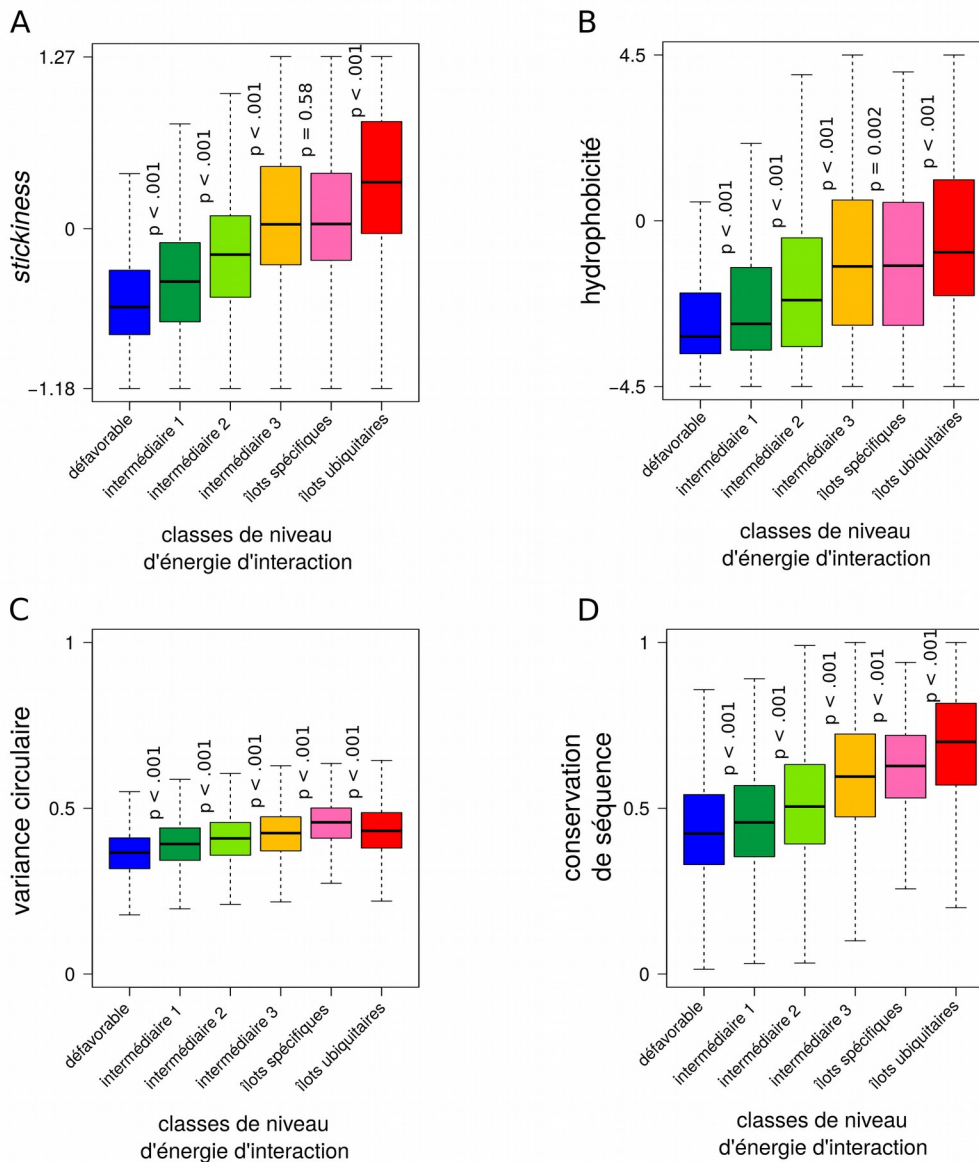 A
stickiness
1.27
0
−1.18
p < .001
p < .001
p < .001
p = 0.58
p < .001
défavorable
intermédiaire 1
intermédiaire 2
intermédiaire 3
îlots spécifiques
îlots ubiquitaires
classes de niveau
d'énergie d'interaction
B
hydrophobicité
4.5
0
−4.5
p < .001
p < .001
p < .001
p = 0.002
p < .001
défavorable
intermédiaire 1
intermédiaire 2
intermédiaire 3
îlots spécifiques
îlots ubiquitaires
classes de niveau
d'énergie d'interaction
C
variance circulaire
1
0.5
0
p < .001
p < .001
p < .001
p < .001
p < .001
défavorable
intermédiaire 1
intermédiaire 2
intermédiaire 3
îlots spécifiques
îlots ubiquitaires
classes de niveau
d'énergie d'interaction
D
conservation
de séquence
1
0.5
0
p < .001
p < .001
p < .001
p < .001
p < .001
défavorable
intermédiaire 1
intermédiaire 2
intermédiaire 3
îlots spécifiques
îlots ubiquitaires
classes de niveau
d'énergie d'interaction